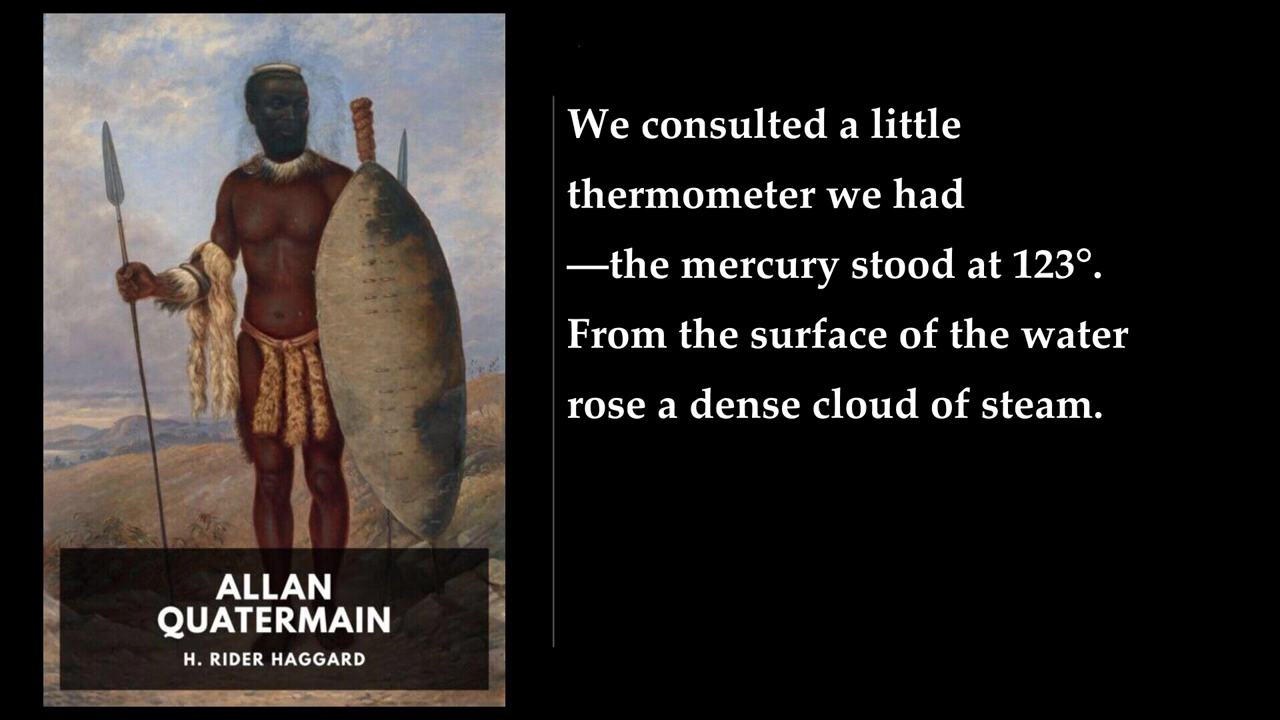 ALLAN
QUATERMAIN
H. RIDER HAGGARD
We consulted a little
thermometer we had
—the mercury stood at 123°.
From the surface of the water
rose a dense cloud of steam.